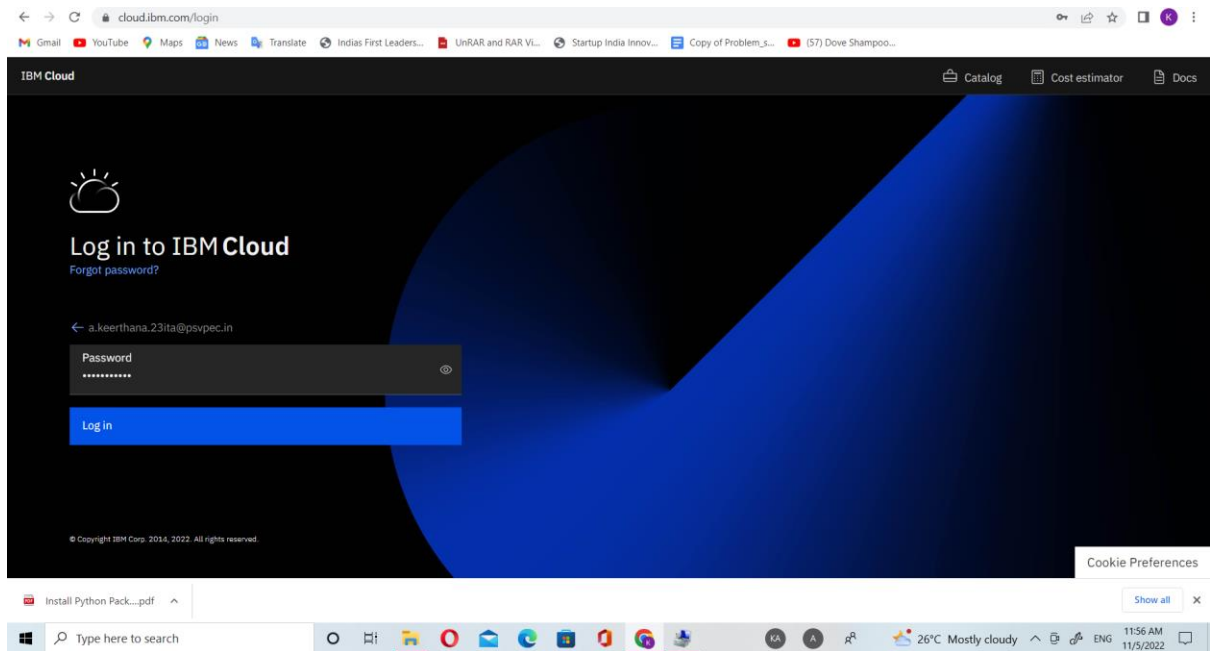 cloud.ibm.com/login
K
Gmail YouTube Maps News Translate Indias First Leaders... UnRAR and RAR Vi... Startup India Innov... Copy of Problem_s... (57) Dove Shampoo...
IBM Cloud Catalog Cost estimator Docs
Log in to IBM Cloud
Forgot password?
← a.keerthana.23ita@psvpec.in
Password
•••••••••••
Log in
© Copyright IBM Corp. 2014, 2022. All rights reserved.
Cookie Preferences
Install Python Pack....pdf Show all
Type here to search KA A 26°C Mostly cloudy ENG 11:56 AM
11/5/2022